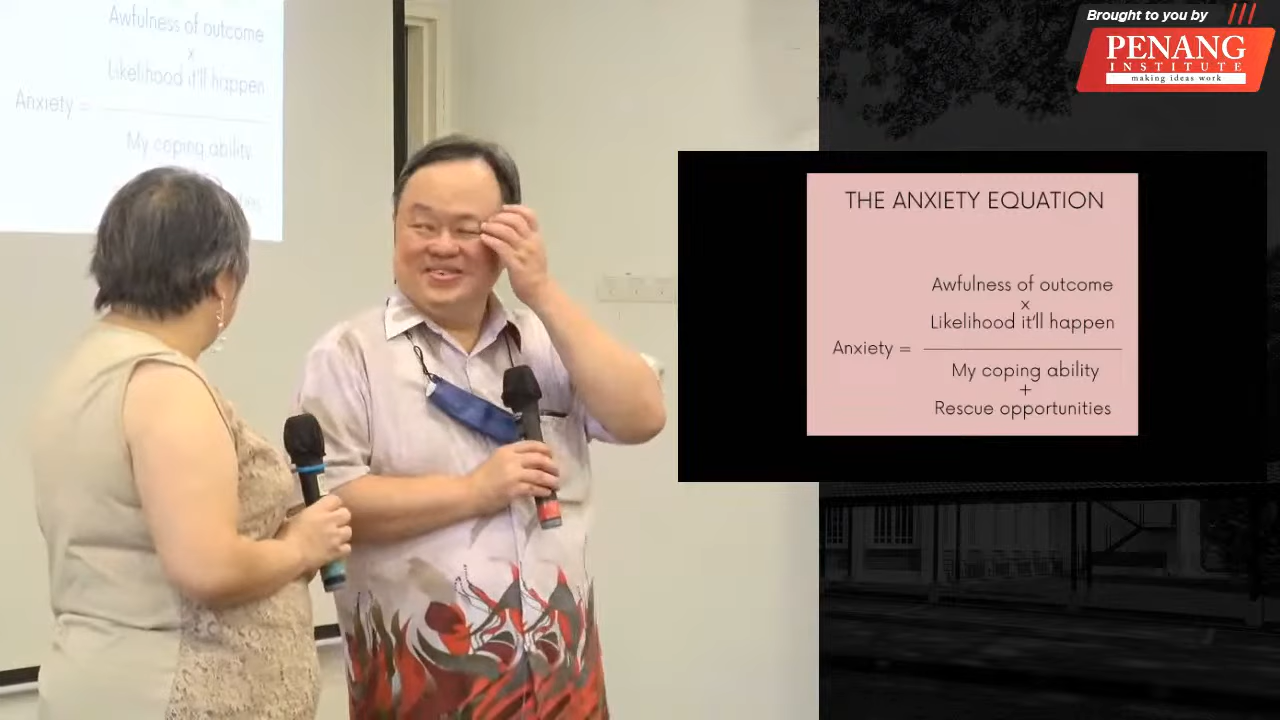 Awfulness of outcome
x
Likelihood it'll happen
Anxiety =
My coping ability
Brought to you by
PENANG
INSTITUTE
making ideas work
THE ANXIETY EQUATION
Awfulness of outcome
x
Likelihood it'll happen
Anxiety =
My coping ability
+
Rescue opportunities